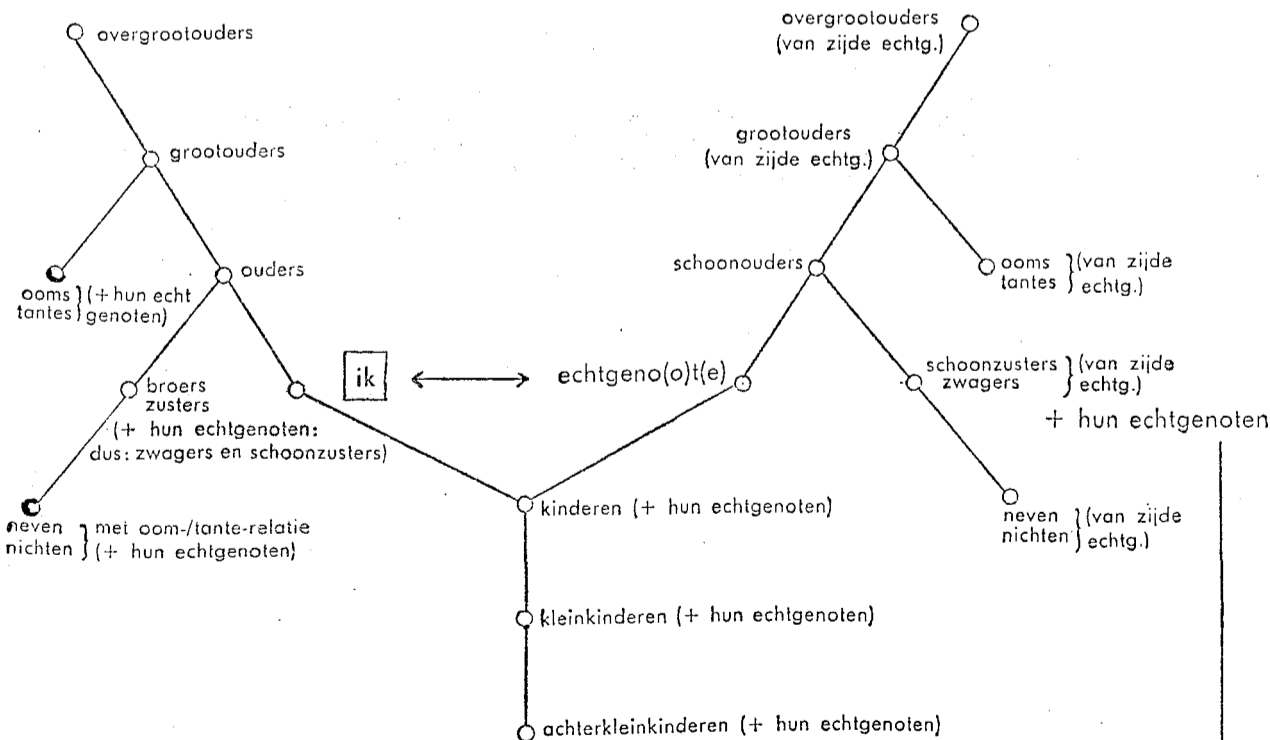 overgrootouders
overgrootouders
(van zijde echtg.)
grootouders
grootouders
(van zijde echtg.)
ouders
schoonouders
ooms } (+ hun echt
tantes } genoten)
ooms } (van zijde
tantes } echtg.)
ik
echtgeno(o)t(e)
broers
zusters
(+ hun echtgenoten:
dus: zwagers en schoonzusters)
schoonzusters } (van zijde
zwagers } echtg.)
+ hun echtgenoten
neven } met oom-/tante-relatie
nichten } (+ hun echtgenoten)
kinderen (+ hun echtgenoten)
neven } (van zijde
nichten } echtg.)
kleinkinderen (+ hun echtgenoten)
achterkleinkinderen (+ hun echtgenoten)